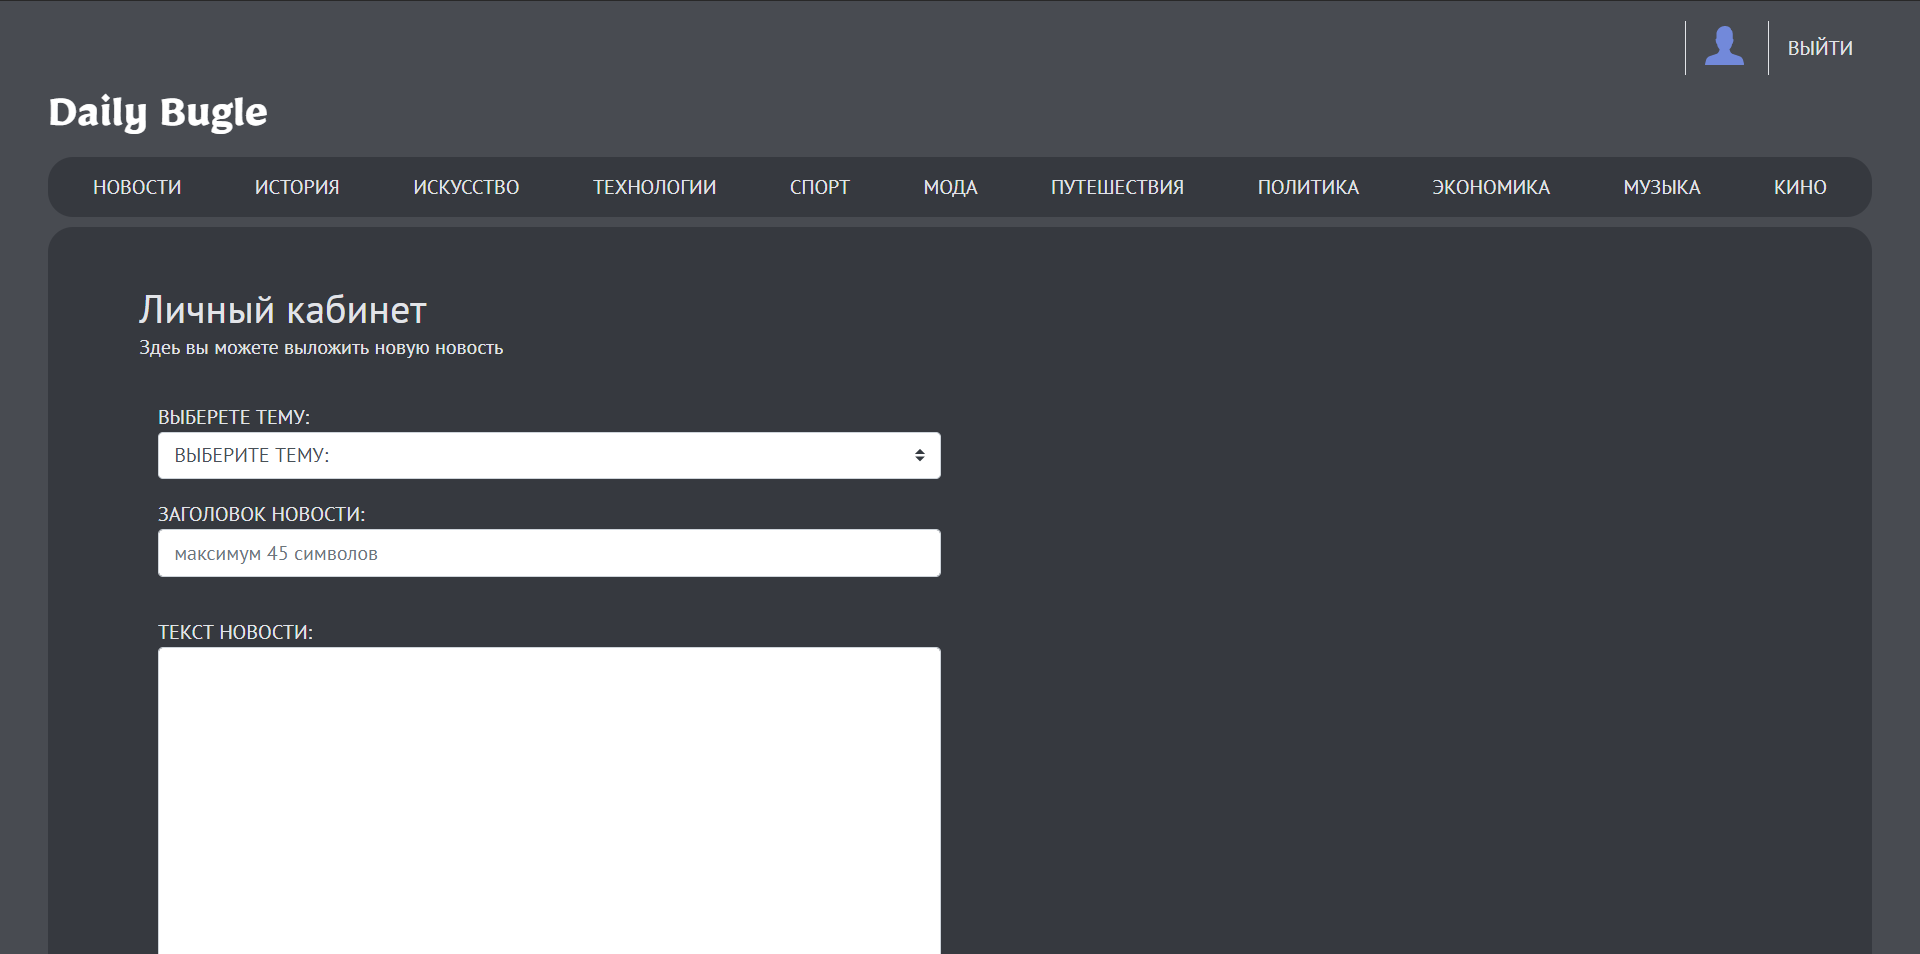 ВЫЙТИ
Daily Bugle
НОВОСТИ ИСТОРИЯ ИСКУССТВО ТЕХНОЛОГИИ СПОРТ МОДА ПУТЕШЕСТВИЯ ПОЛИТИКА ЭКОНОМИКА МУЗЫКА КИНО
Личный кабинет
Здеь вы можете выложить новую новость
ВЫБЕРЕТЕ ТЕМУ:
ВЫБЕРИТЕ ТЕМУ:
ЗАГОЛОВОК НОВОСТИ:
максимум 45 символов
ТЕКСТ НОВОСТИ: